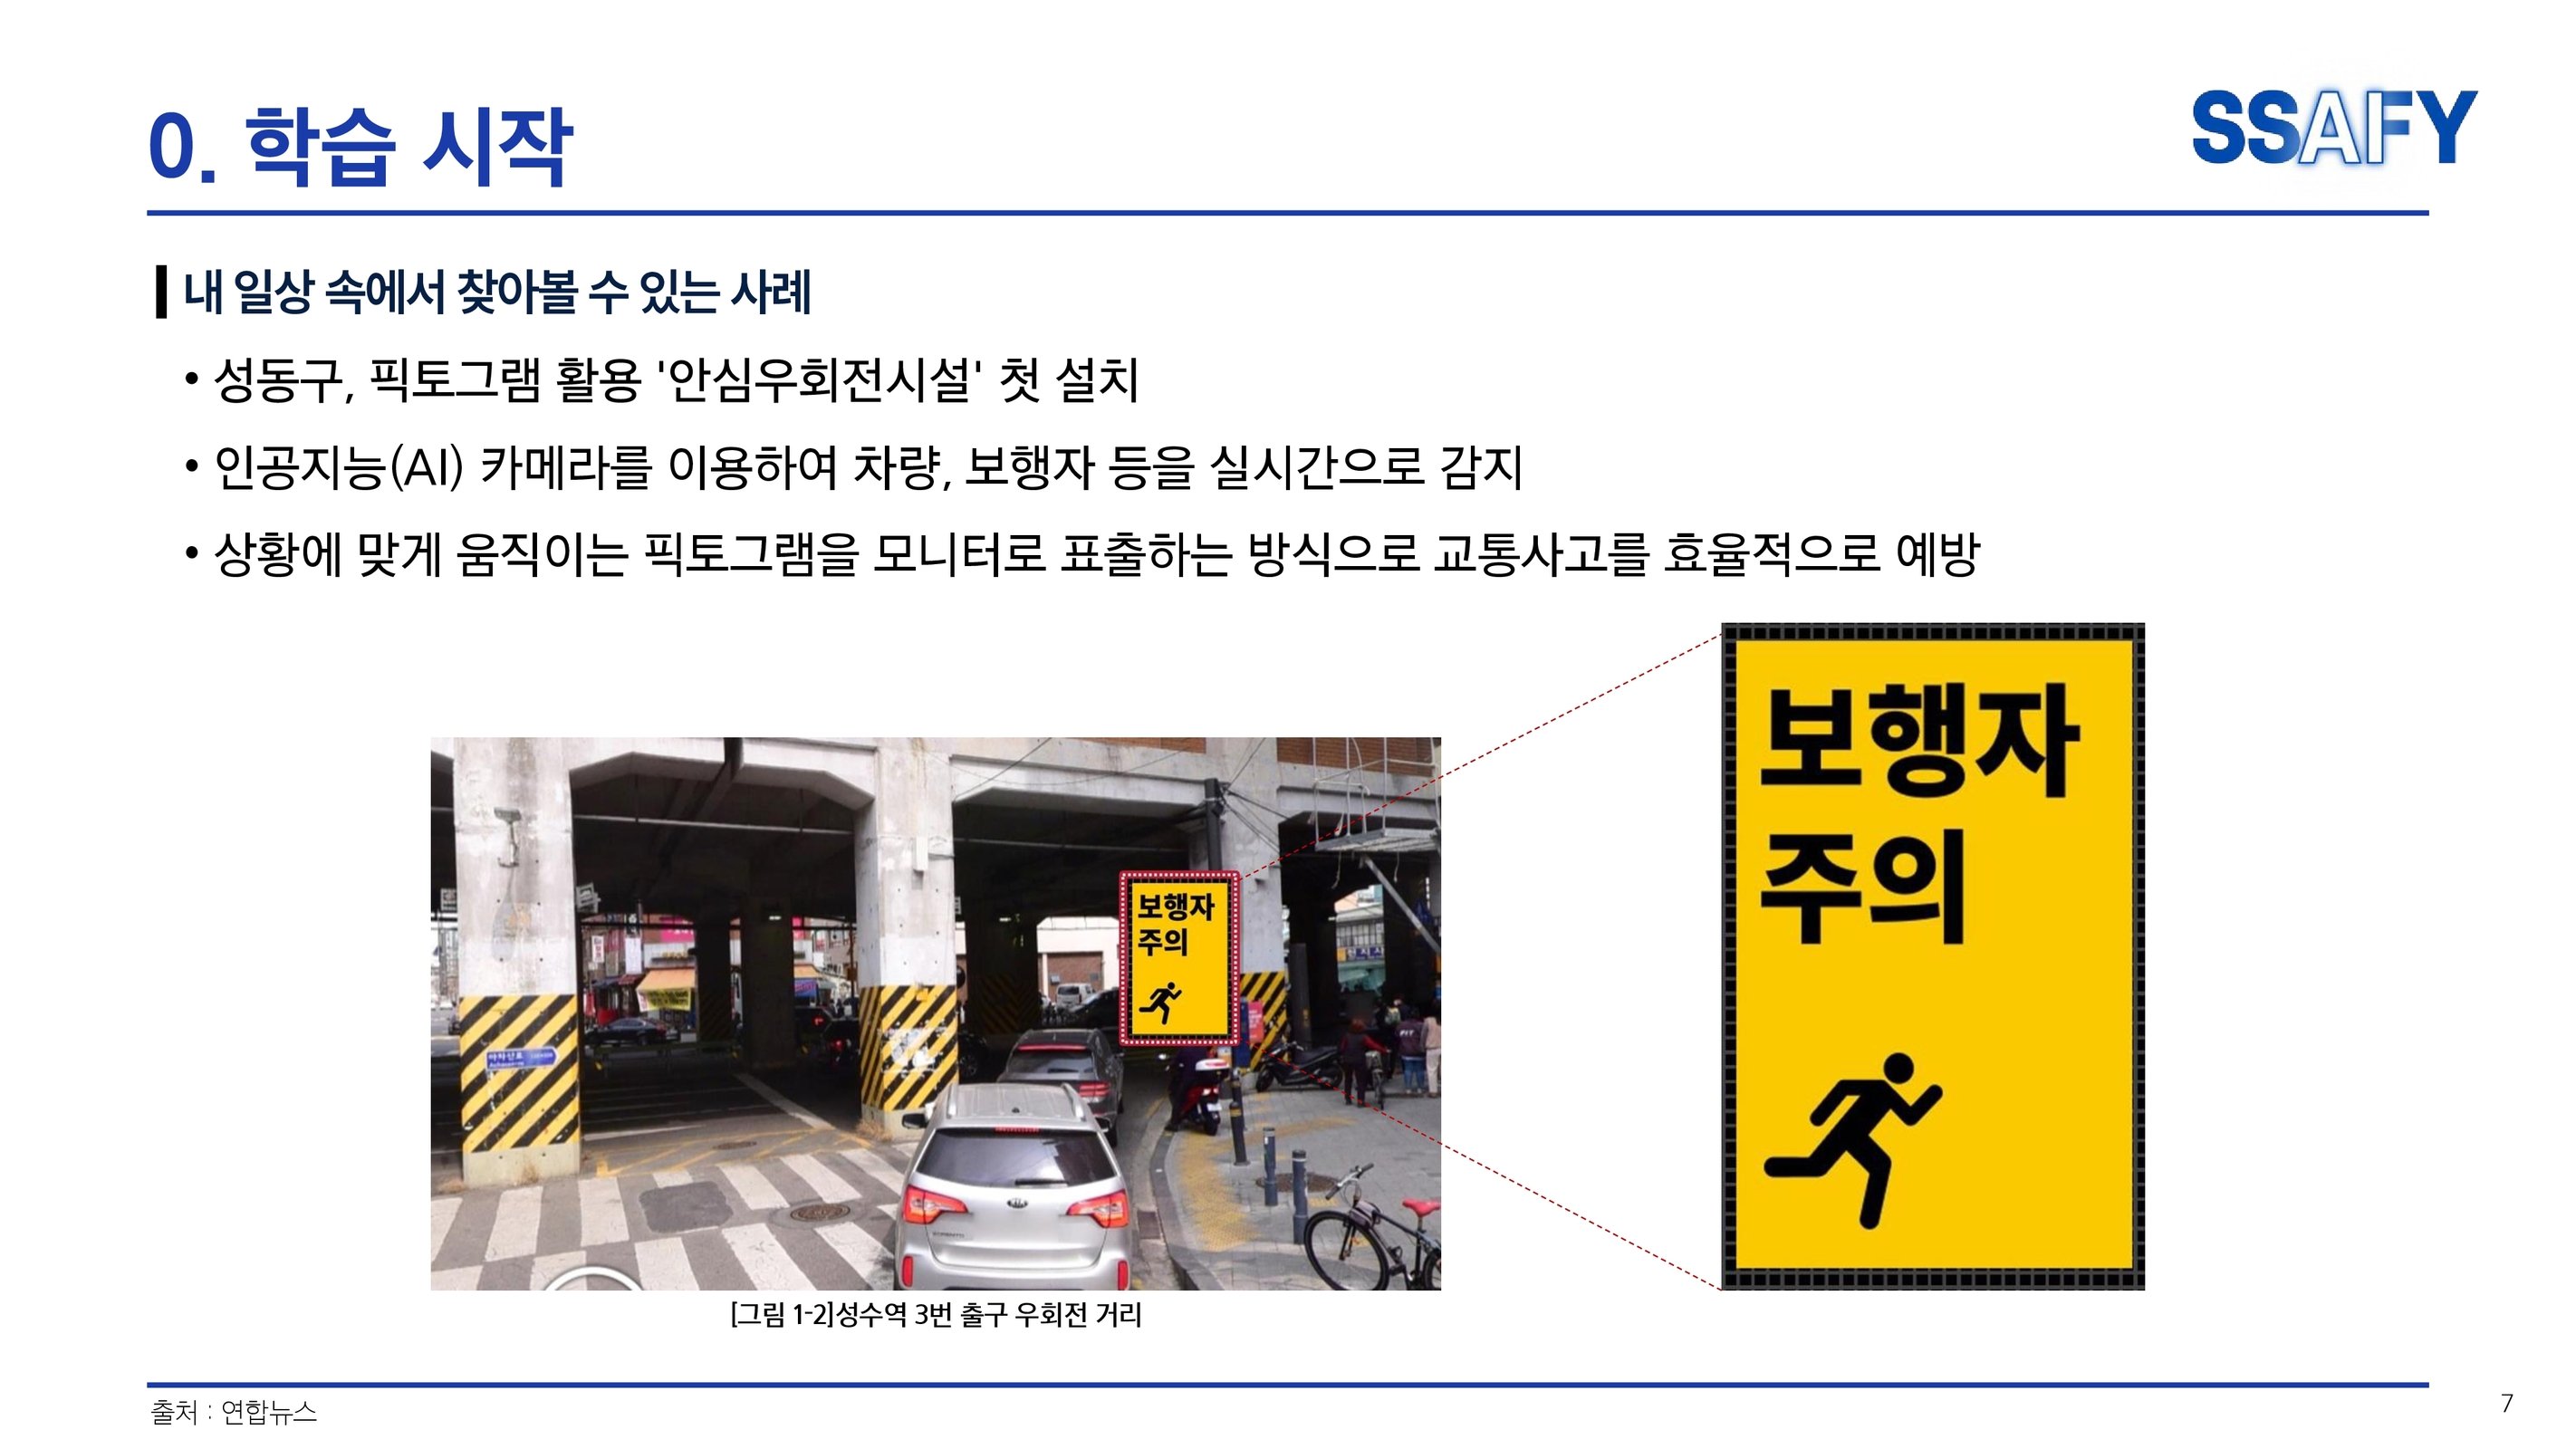 0. 학습 시작
SSAFY
내 일상 속에서 찾아볼 수 있는 사례
• 성동구, 픽토그램 활용 '안심우회전시설' 첫 설치
• 인공지능(AI) 카메라를 이용하여 차량, 보행자 등을 실시간으로 감지
• 상황에 맞게 움직이는 픽토그램을 모니터로 표출하는 방식으로 교통사고를 효율적으로 예방
보행자
주의
보행자
주의
아차산로
[그림 1-2]성수역 3번 출구 우회전 거리
출처 : 연합뉴스
7